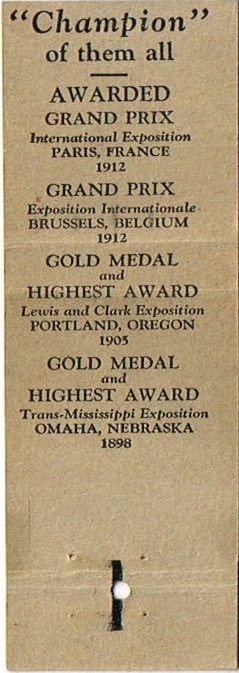 "Champion"
of them all
AWARDED
GRAND PRIX
International Exposition
PARIS, FRANCE
1912
GRAND PRIX
Exposition Internationale
BRUSSELS, BELGIUM
1912
GOLD MEDAL
and
HIGHEST AWARD
Lewis and Clark Exposition
PORTLAND, OREGON
1905
GOLD MEDAL
and
HIGHEST AWARD
Trans-Mississippi Exposition
OMAHA, NEBRASKA
1898